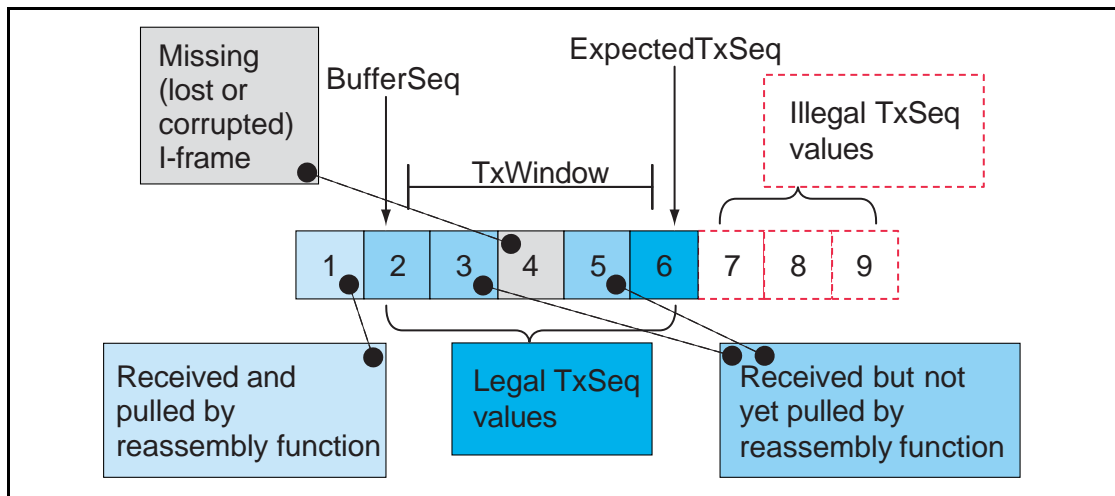 Missing
(lost or
corrupted)
I-frame
BufferSeq
ExpectedTxSeq
TxWindow
Illegal TxSeq
values
1 2 3 4 5 6 7 8 9
Received and
pulled by
reassembly function
Legal TxSeq
values
Received but not
yet pulled by
reassembly function